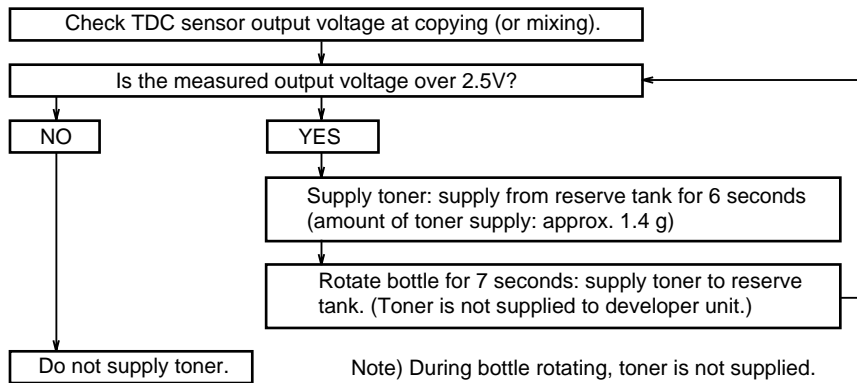 Check TDC sensor output voltage at copying (or mixing).
Is the measured output voltage over 2.5V?
NO
YES
Supply toner: supply from reserve tank for 6 seconds
(amount of toner supply: approx. 1.4 g)
Rotate bottle for 7 seconds: supply toner to reserve
tank. (Toner is not supplied to developer unit.)
Do not supply toner.
Note) During bottle rotating, toner is not supplied.